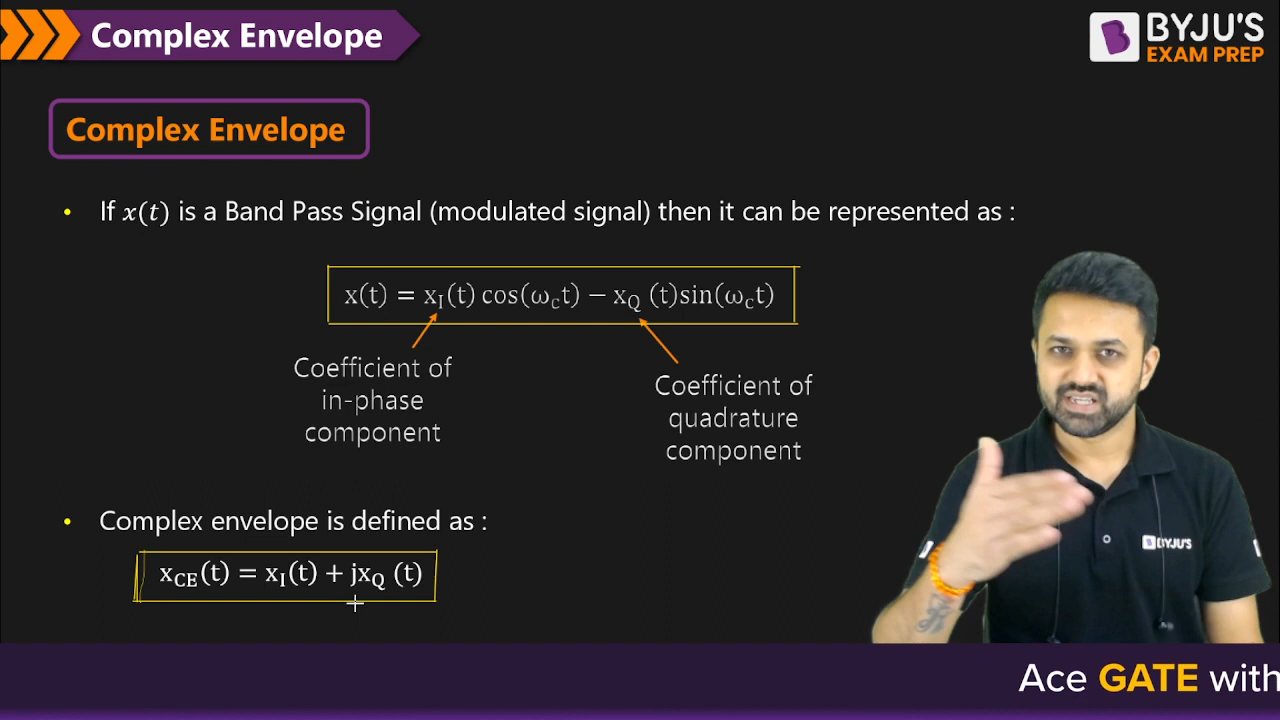 Complex Envelope
BYJU'S
EXAM PREP
Complex Envelope
• If x(t) is a Band Pass Signal (modulated signal) then it can be represented as :
x(t) = x_I(t) cos(ω_ct) − x_Q (t)sin(ω_ct)
Coefficient of
in-phase
component
Coefficient of
quadrature
component
• Complex envelope is defined as :
x_CE(t) = x_I(t) + jx_Q (t)
BYJU'S
Ace GATE with